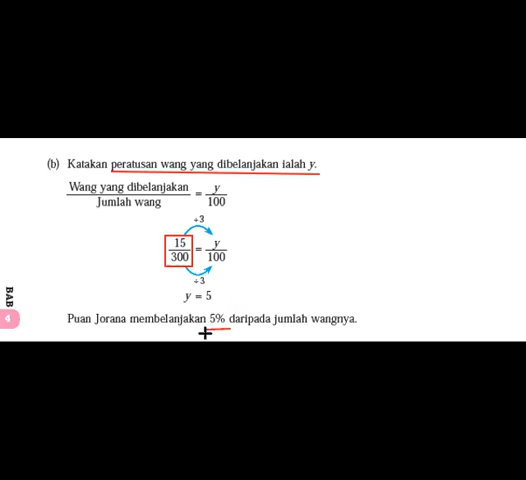 (b) Katakan peratusan wang yang dibelanjakan ialah y.
Wang yang dibelanjakan / Jumlah wang = y / 100
÷3
15 / 300 = y / 100
÷3
y = 5
Puan Jorana membelanjakan 5% daripada jumlah wangnya.
BAB
4